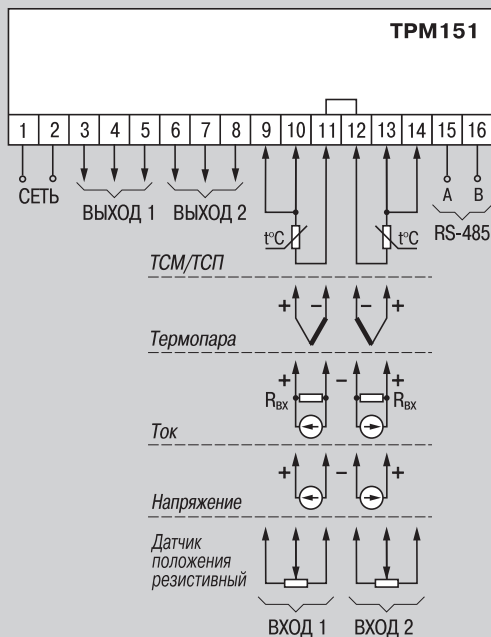 ТРМ151
1 2 3 4 5 6 7 8 9 10 11 12 13 14 15 16
СЕТЬ
ВЫХОД 1
ВЫХОД 2
A B
RS-485
t°C t°C
ТСМ/ТСП
+ – +
Термопара
+ – +
Rвх Rвх
Ток
+ – +
Напряжение
Датчик
положения
резистивный
ВХОД 1 ВХОД 2